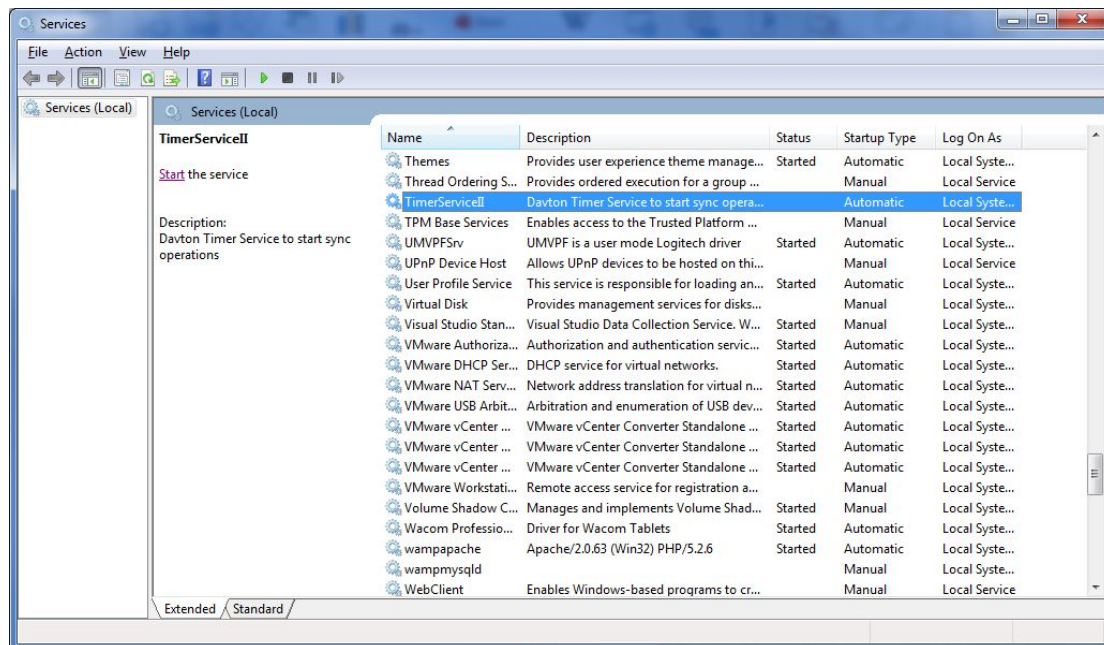 Services
File Action View Help
Services (Local)
Services (Local)
TimerServiceII
Start the service
Description:
Davton Timer Service to start sync
operations
Name Description Status Startup Type Log On As
Themes Provides user experience theme manage... Started Automatic Local Syste...
Thread Ordering S... Provides ordered execution for a group ... Manual Local Service
TimerServiceII Davton Timer Service to start sync opera... Automatic Local Syste...
TPM Base Services Enables access to the Trusted Platform ... Manual Local Service
UMVPFSrv UMVPF is a user mode Logitech driver Started Automatic Local Syste...
UPnP Device Host Allows UPnP devices to be hosted on thi... Manual Local Service
User Profile Service This service is responsible for loading an... Started Automatic Local Syste...
Virtual Disk Provides management services for disks... Manual Local Syste...
Visual Studio Stan... Visual Studio Data Collection Service. W... Started Manual Local Syste...
VMware Authoriza... Authorization and authentication servic... Started Automatic Local Syste...
VMware DHCP Ser... DHCP service for virtual networks. Started Automatic Local Syste...
VMware NAT Serv... Network address translation for virtual n... Started Automatic Local Syste...
VMware USB Arbit... Arbitration and enumeration of USB dev... Started Automatic Local Syste...
VMware vCenter ... VMware vCenter Converter Standalone ... Started Automatic Local Syste...
VMware vCenter ... VMware vCenter Converter Standalone ... Started Automatic Local Syste...
VMware vCenter ... VMware vCenter Converter Standalone ... Started Automatic Local Syste...
VMware Workstati... Remote access service for registration a... Manual Local Syste...
Volume Shadow C... Manages and implements Volume Shad... Started Manual Local Syste...
Wacom Professio... Driver for Wacom Tablets Started Automatic Local Syste...
wampapache Apache/2.0.63 (Win32) PHP/5.2.6 Started Automatic Local Syste...
wampmysqld Manual Local Syste...
WebClient Enables Windows-based programs to cr... Manual Local Service
Extended Standard